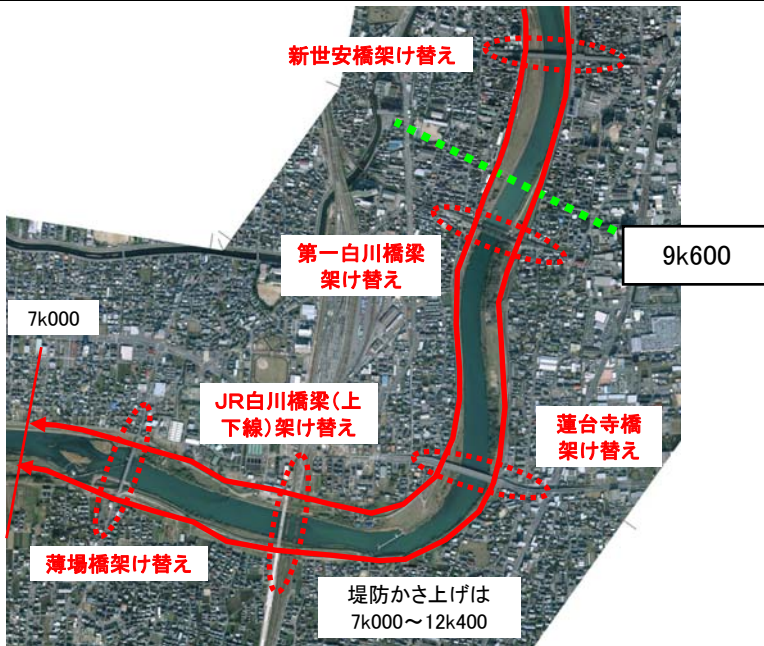 新世安橋架け替え
第一白川橋梁
架け替え
9k600
7k000
JR白川橋梁(上
下線)架け替え
蓮台寺橋
架け替え
薄場橋架け替え
堤防かさ上げは
7k000~12k400